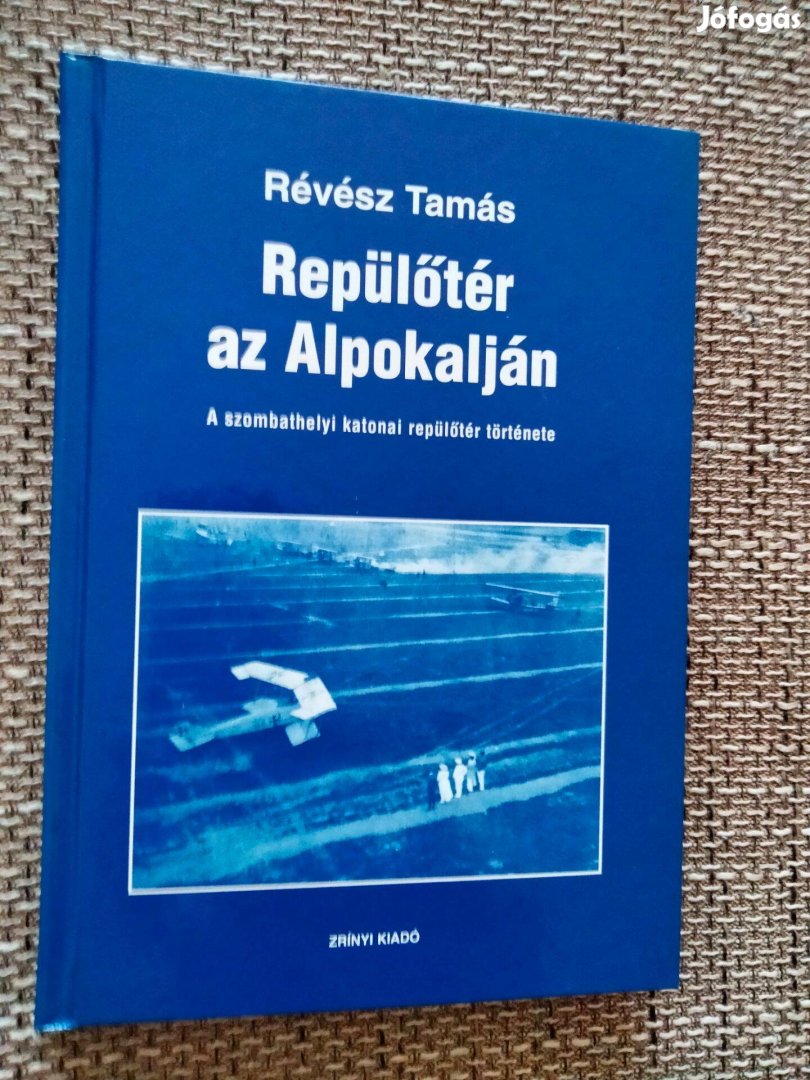 Jófogás
Révész Tamás
Repülőtér
az Alpokalján
A szombathelyi katonai repülőtér története
ZRÍNYI KIADÓ